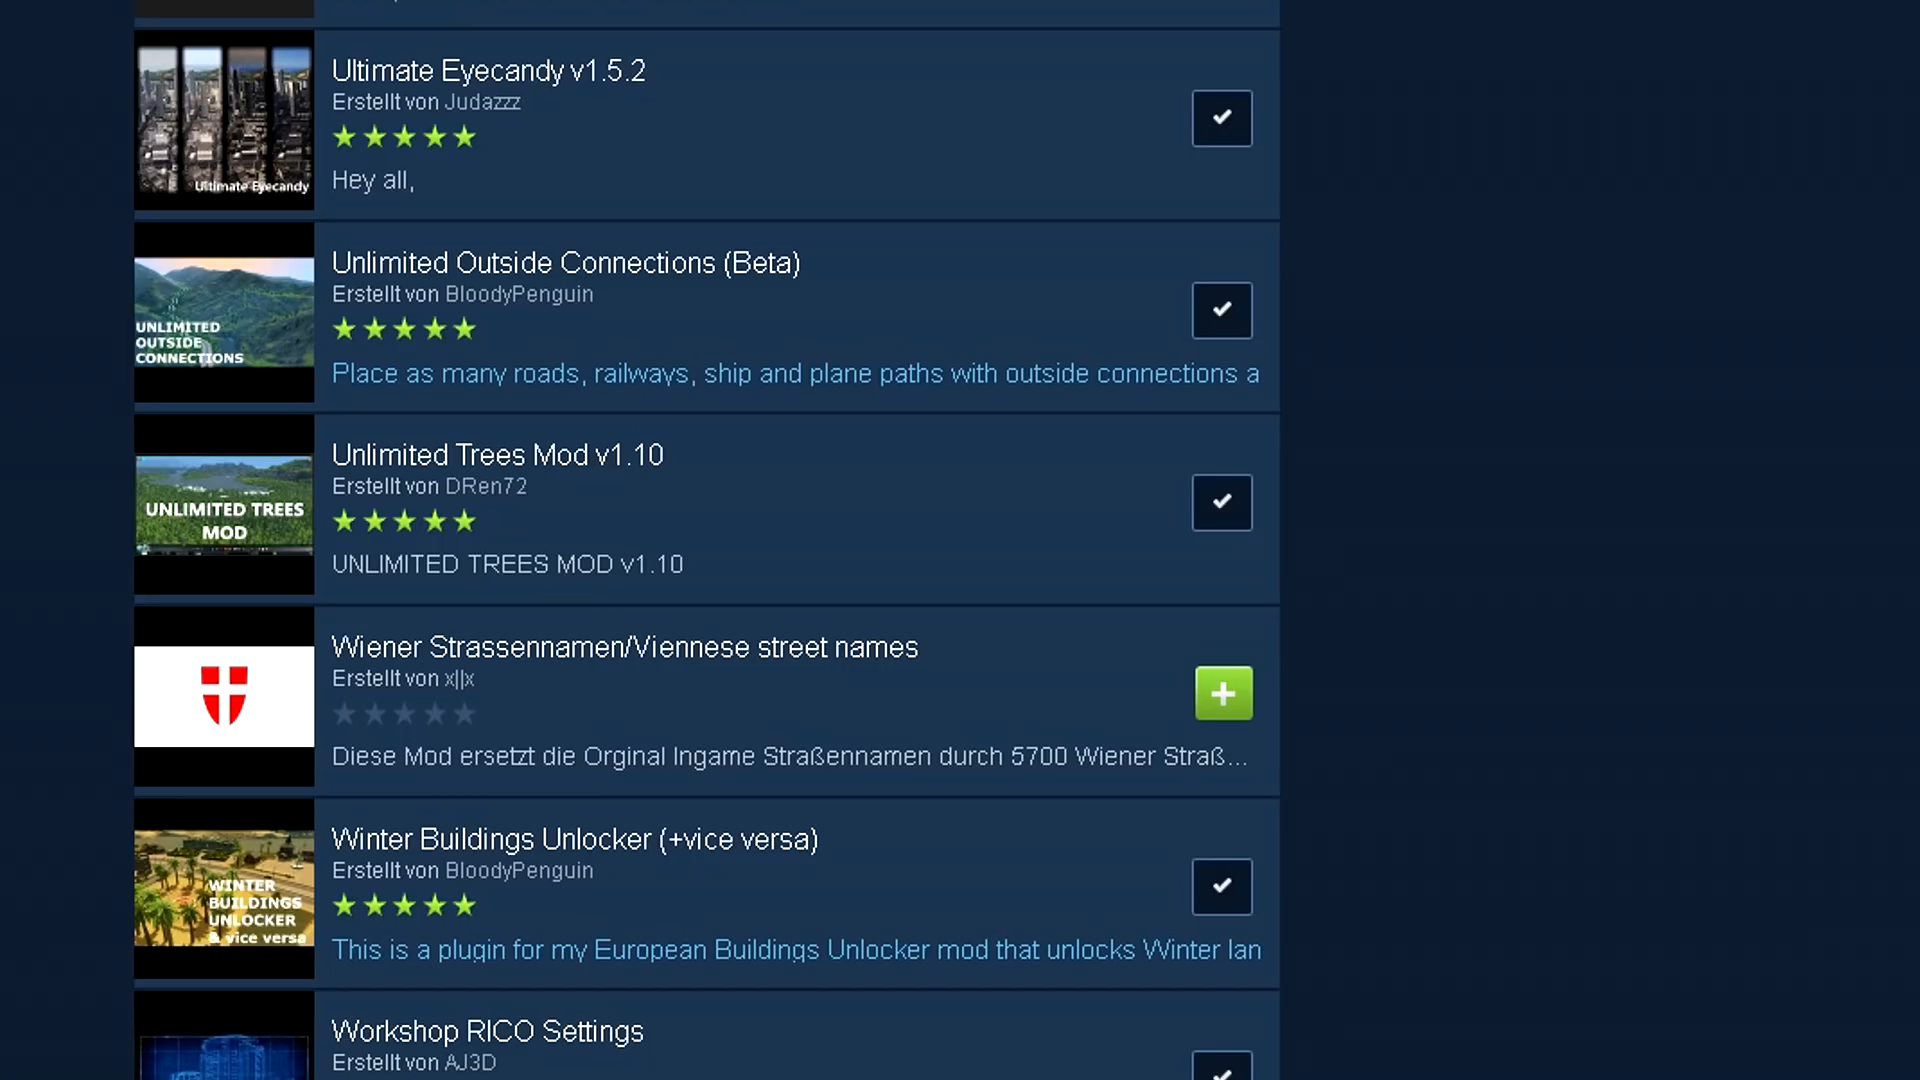 Ultimate Eyecandy v1.5.2
Erstellt von Judazzz
Ultimate Eyecandy
Hey all,
Unlimited Outside Connections (Beta)
Erstellt von BloodyPenguin
UNLIMITED
OUTSIDE
CONNECTIONS
Place as many roads, railways, ship and plane paths with outside connections a
Unlimited Trees Mod v1.10
Erstellt von DRen72
UNLIMITED TREES
MOD
UNLIMITED TREES MOD v1.10
Wiener Strassennamen/Viennese street names
Erstellt von x||x
Diese Mod ersetzt die Orginal Ingame Straßennamen durch 5700 Wiener Straß...
Winter Buildings Unlocker (+vice versa)
Erstellt von BloodyPenguin
WINTER
BUILDINGS
UNLOCKER
& vice versa
This is a plugin for my European Buildings Unlocker mod that unlocks Winter lan
Workshop RICO Settings
Erstellt von AJ3D